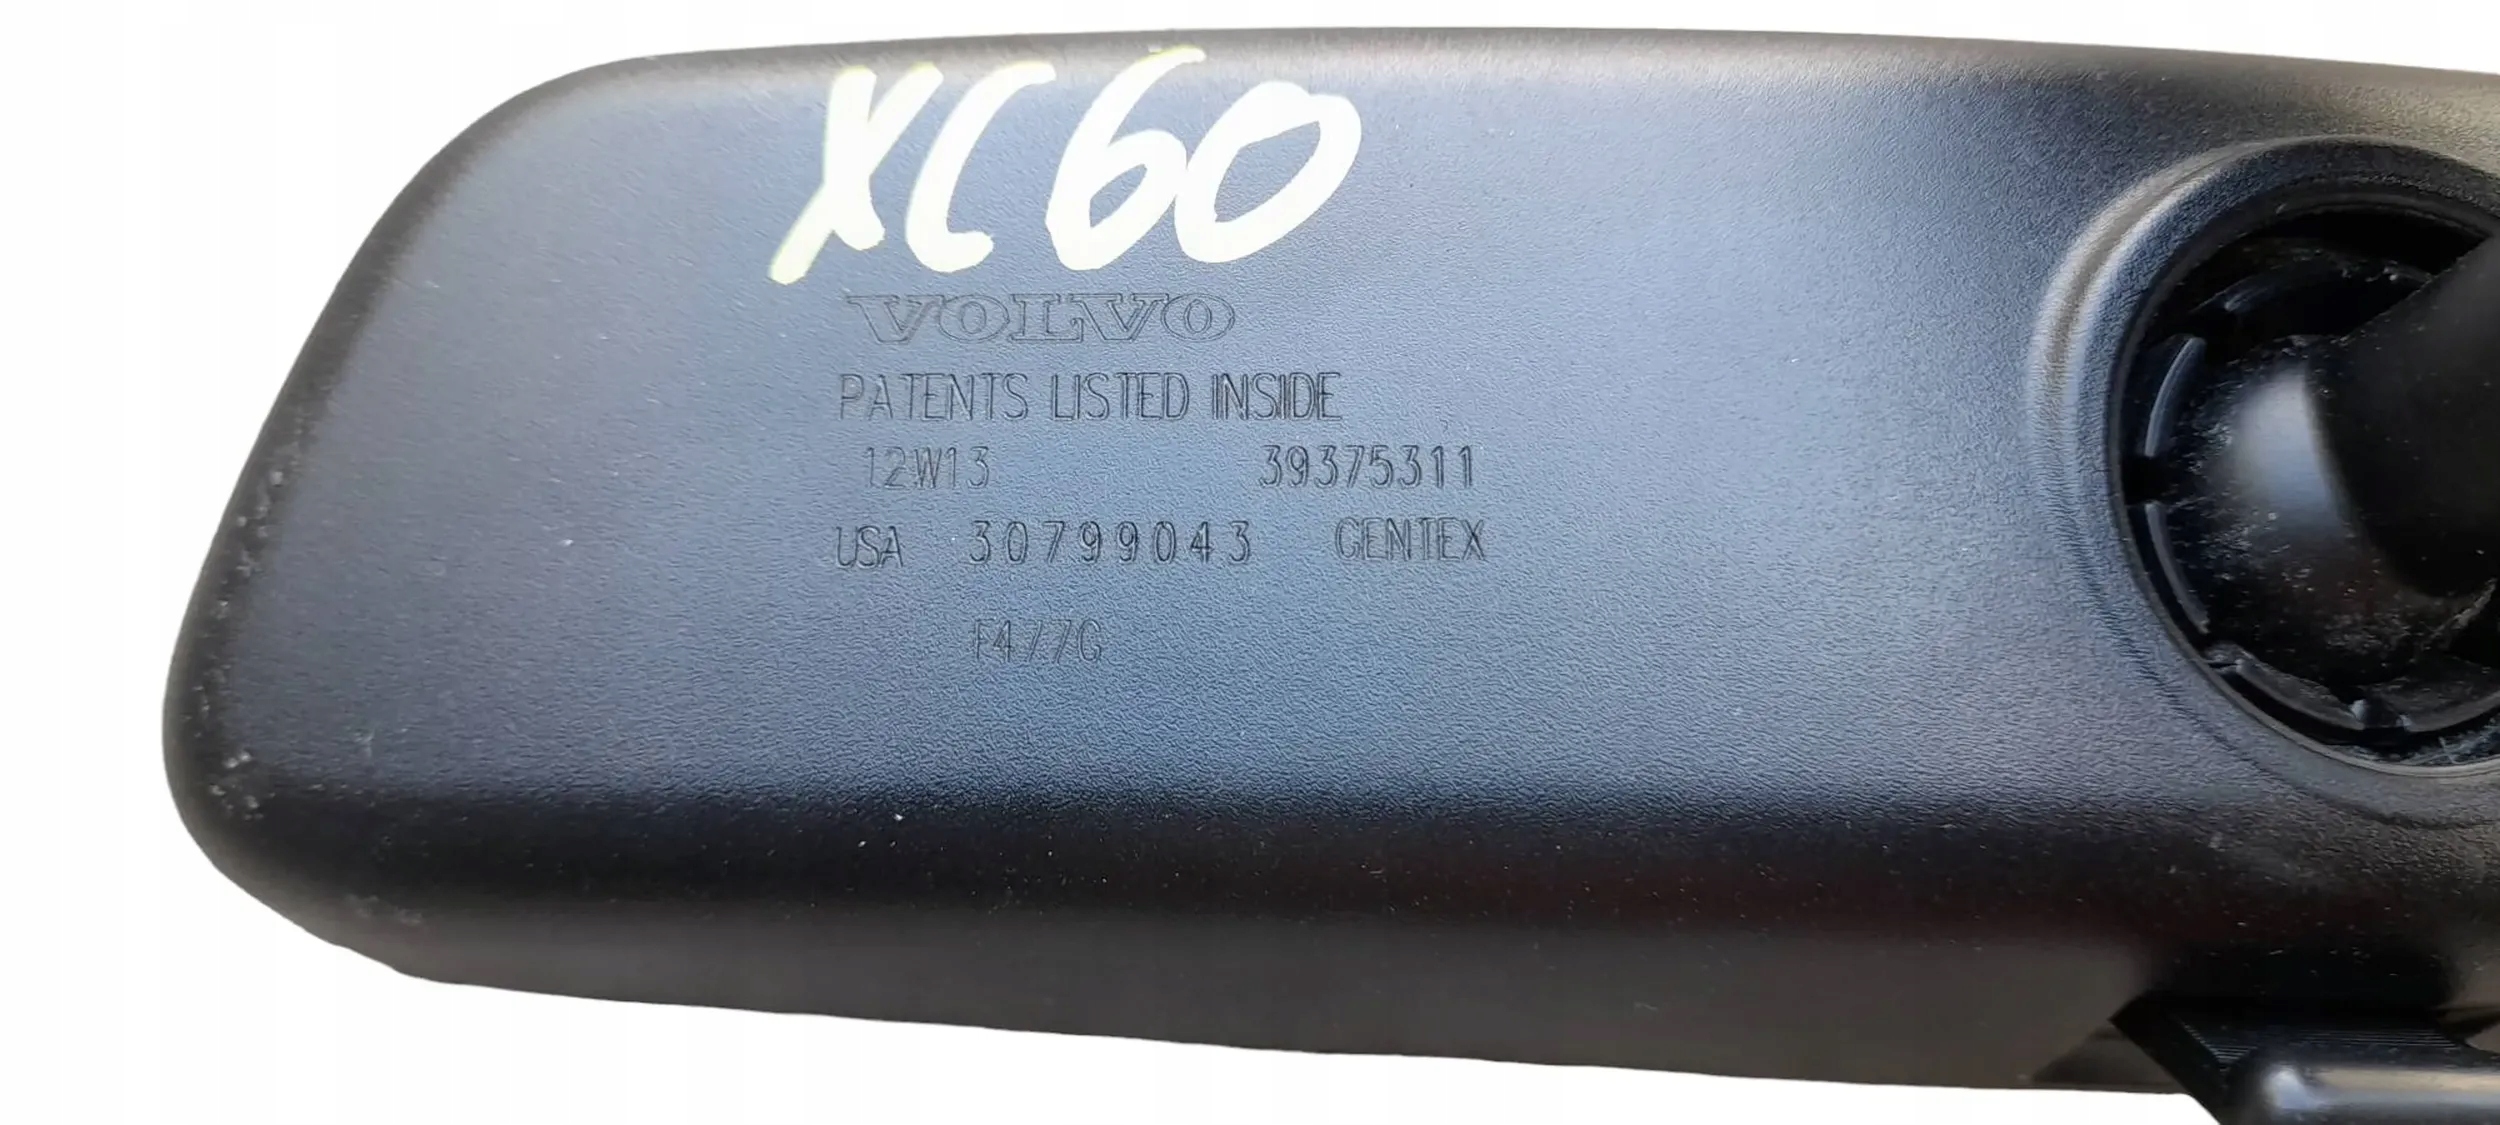 XC60
VOLVO
PATENTS LISTED INSIDE
12W13 39375311
USA 30799043 GENTEX
F477G